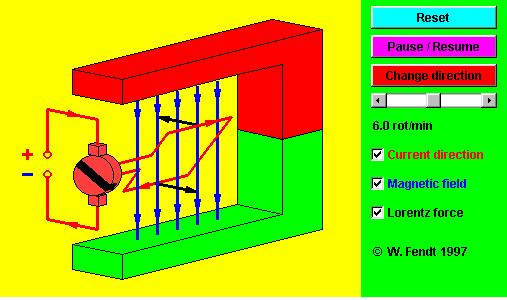 Reset
Pause / Resume
Change direction
6.0 rot/min
Current direction
Magnetic field
Lorentz force
© W. Fendt 1997
+
−